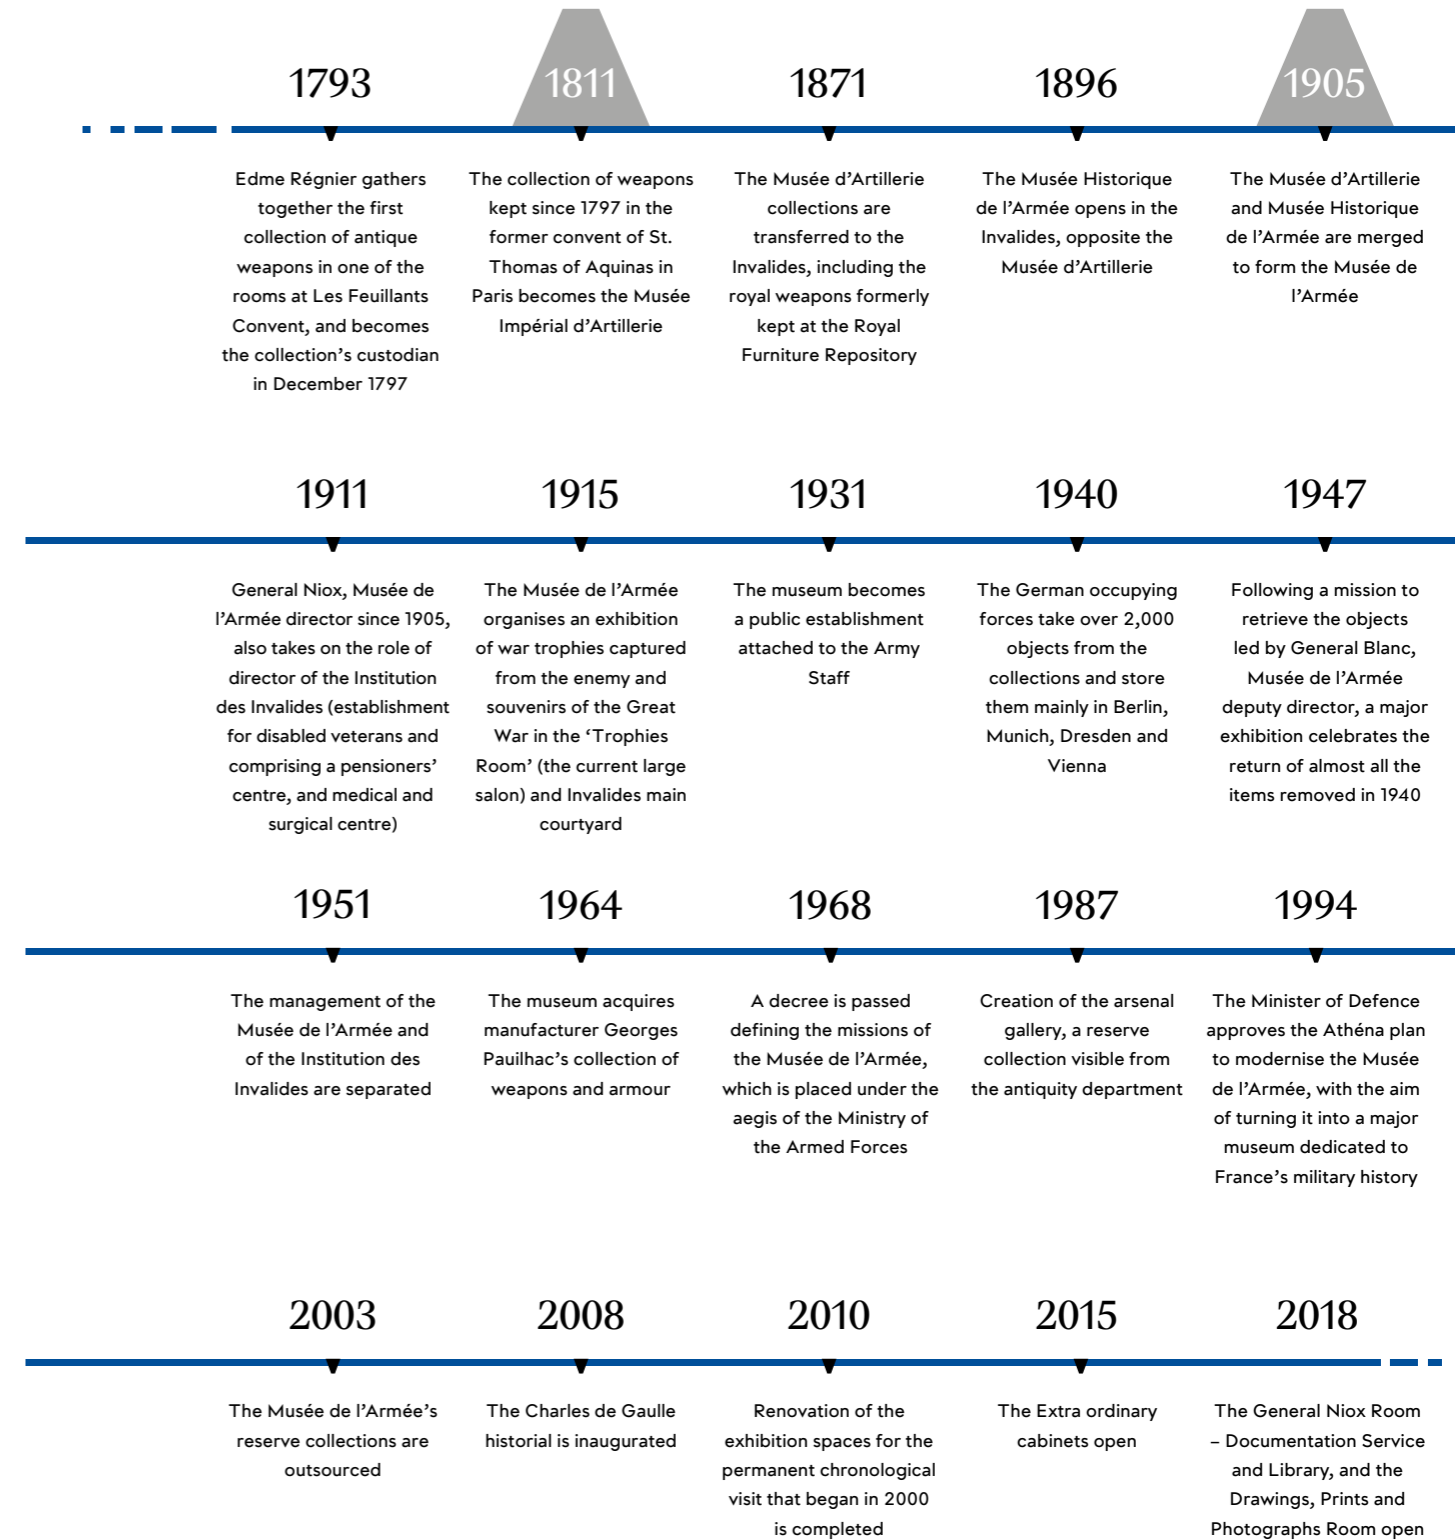 1793
Edme Régnier gathers
together the first
collection of antique
weapons in one of the
rooms at Les Feuillants
Convent, and becomes
the collection's custodian
in December 1797
1811
The collection of weapons
kept since 1797 in the
former convent of St.
Thomas of Aquinas in
Paris becomes the Musée
Impérial d'Artillerie
1871
The Musée d'Artillerie
collections are
transferred to the
Invalides, including the
royal weapons formerly
kept at the Royal
Furniture Repository
1896
The Musée Historique
de l'Armée opens in the
Invalides, opposite the
Musée d'Artillerie
1905
The Musée d'Artillerie
and Musée Historique
de l'Armée are merged
to form the Musée de
l'Armée
1911
General Niox, Musée de
l'Armée director since 1905,
also takes on the role of
director of the Institution
des Invalides (establishment
for disabled veterans and
comprising a pensioners'
centre, and medical and
surgical centre)
1915
The Musée de l'Armée
organises an exhibition
of war trophies captured
from the enemy and
souvenirs of the Great
War in the 'Trophies
Room' (the current large
salon) and Invalides main
courtyard
1931
The museum becomes
a public establishment
attached to the Army
Staff
1940
The German occupying
forces take over 2,000
objects from the
collections and store
them mainly in Berlin,
Munich, Dresden and
Vienna
1947
Following a mission to
retrieve the objects
led by General Blanc,
Musée de l'Armée
deputy director, a major
exhibition celebrates the
return of almost all the
items removed in 1940
1951
The management of the
Musée de l'Armée and
of the Institution des
Invalides are separated
1964
The museum acquires
manufacturer Georges
Pauilhac's collection of
weapons and armour
1968
A decree is passed
defining the missions of
the Musée de l'Armée,
which is placed under the
aegis of the Ministry of
the Armed Forces
1987
Creation of the arsenal
gallery, a reserve
collection visible from
the antiquity department
1994
The Minister of Defence
approves the Athéna plan
to modernise the Musée
de l'Armée, with the aim
of turning it into a major
museum dedicated to
France's military history
2003
The Musée de l'Armée's
reserve collections are
outsourced
2008
The Charles de Gaulle
historial is inaugurated
2010
Renovation of the
exhibition spaces for the
permanent chronological
visit that began in 2000
is completed
2015
The Extra ordinary
cabinets open
2018
The General Niox Room
– Documentation Service
and Library, and the
Drawings, Prints and
Photographs Room open